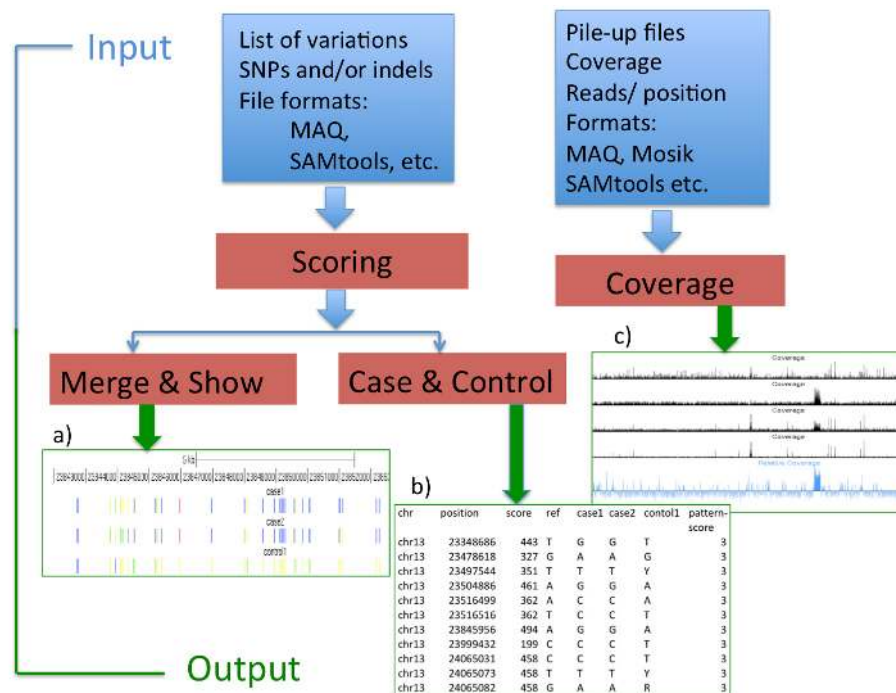 Input
List of variations
SNPs and/or indels
File formats:
MAQ,
SAMtools, etc.
Pile-up files
Coverage
Reads/ position
Formats:
MAQ, Mosik
SAMtools etc.
Scoring
Coverage
Merge & Show
Case & Control
a)
case1
case2
control1
b)
chr position score ref case1 case2 contol1 pattern-
score
chr13 23348686 443 T G G T 3
chr13 23478618 327 G A A G 3
chr13 23497544 351 T T T Y 3
chr13 23504886 461 A G G A 3
chr13 23516499 362 A C C A 3
chr13 23516516 362 T C C T 3
chr13 23845956 494 A G G A 3
chr13 23999432 199 C C C T 3
chr13 24065031 458 C C C T 3
chr13 24065073 458 T T T Y 3
chr13 24065082 458 G A A R 3
c)
Coverage
Coverage
Coverage
Coverage
Relative Coverage
Output